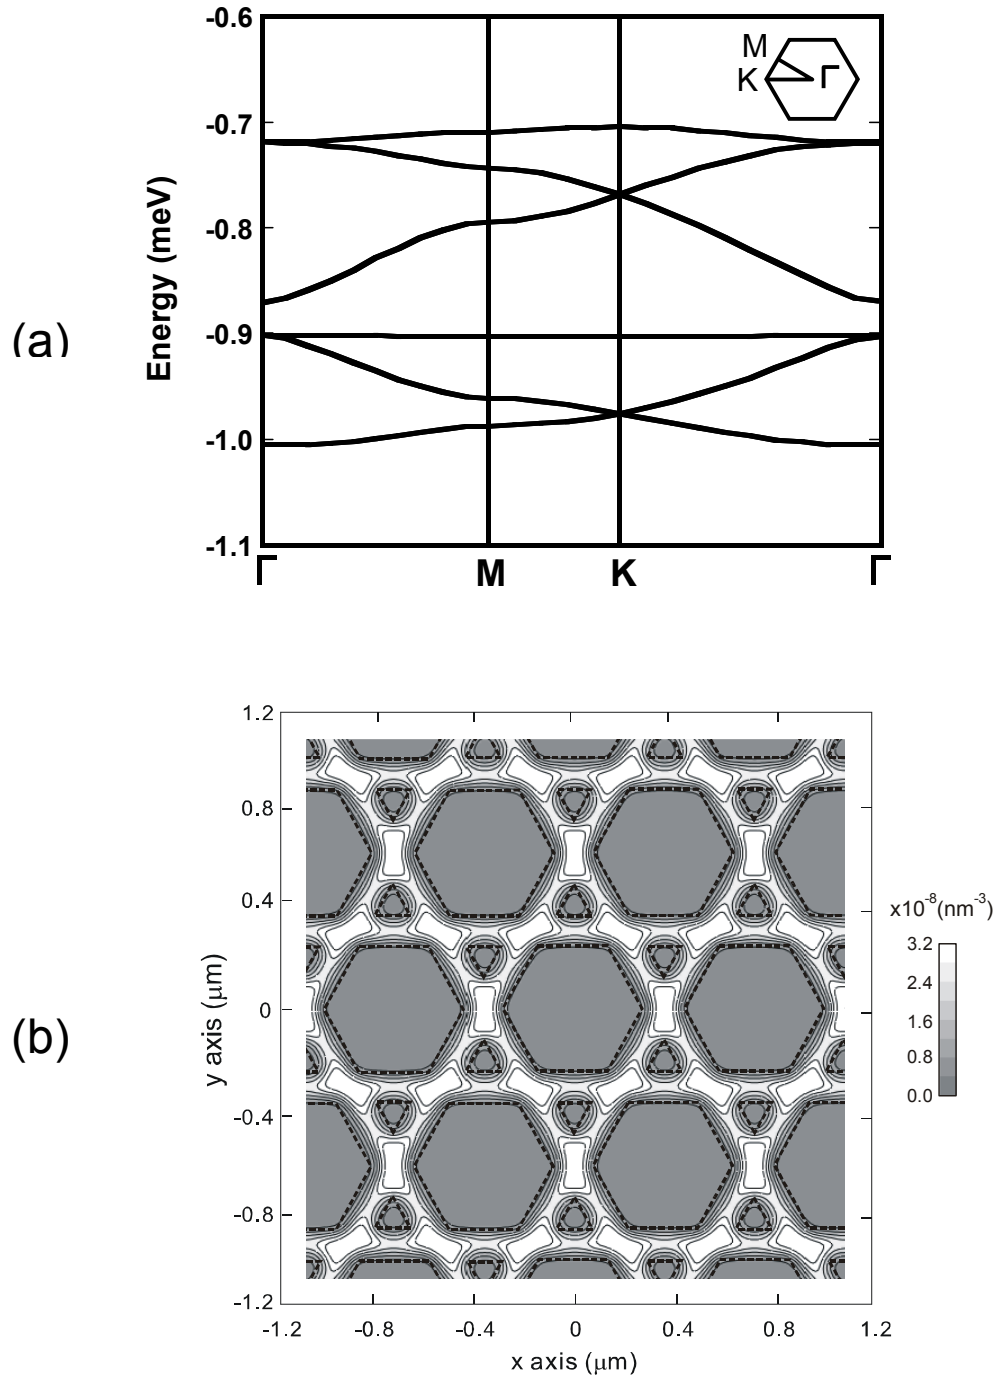 -0.6
-0.7
-0.8
-0.9
-1.0
-1.1
Energy (meV)
M
K
Γ
(a)
Γ M K Γ
1.2
0.8
0.4
0
-0.4
-0.8
-1.2
y axis (μm)
(b)
x10⁻⁸(nm⁻³)
3.2
2.4
1.6
0.8
0.0
-1.2 -0.8 -0.4 0 0.4 0.8 1.2
x axis (μm)